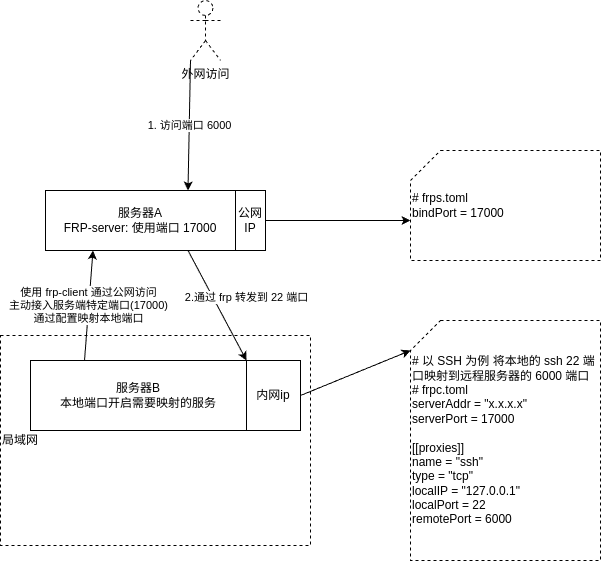 外网访问
1. 访问端口 6000
服务器A
FRP-server: 使用端口 17000
公网
IP
# frps.toml
bindPort = 17000
使用 frp-client 通过公网访问
主动接入服务端特定端口(17000)
通过配置映射本地端口
2.通过 frp 转发到 22 端口
服务器B
本地端口开启需要映射的服务
内网ip
局域网
# 以 SSH 为例 将本地的 ssh 22 端
口映射到远程服务器的 6000 端口
# frpc.toml
serverAddr = "x.x.x.x"
serverPort = 17000
[[proxies]]
name = "ssh"
type = "tcp"
localIP = "127.0.0.1"
localPort = 22
remotePort = 6000